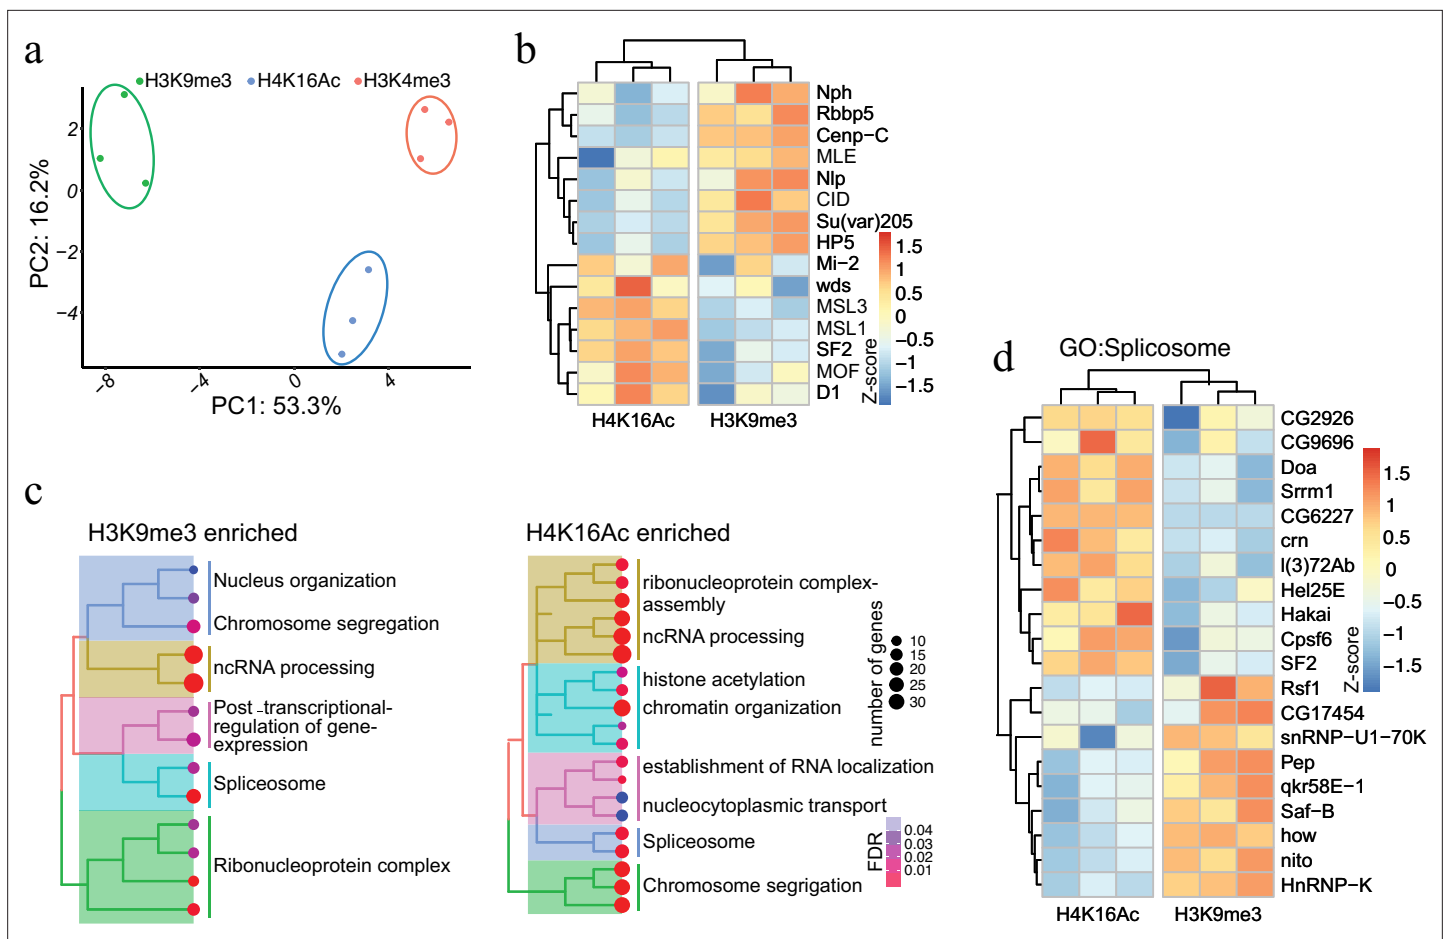 a
H3K9me3
H4K16Ac
H3K4me3
PC2: 16.2%
2
0
−2
−4
−8
−4
0
4
PC1: 53.3%
b
Nph
Rbbp5
Cenp−C
MLE
Nlp
CID
Su(var)205
HP5
Mi−2
wds
MSL3
MSL1
SF2
MOF
D1
1.5
1
0.5
0
−0.5
−1
−1.5
Z−score
H4K16Ac
H3K9me3
c
H3K9me3 enriched
Nucleus organization
Chromosome segregation
ncRNA processing
Post −transcriptional-
regulation of gene-
expression
Spliceosome
Ribonucleoprotein complex
H4K16Ac enriched
ribonucleoprotein complex-
assembly
ncRNA processing
histone acetylation
chromatin organization
establishment of RNA localization
nucleocytoplasmic transport
Spliceosome
Chromosome segrigation
number of genes
10
15
20
25
30
FDR
0.04
0.03
0.02
0.01
d
GO:Splicosome
CG2926
CG9696
Doa
Srrm1
CG6227
crn
l(3)72Ab
Hel25E
Hakai
Cpsf6
SF2
Rsf1
CG17454
snRNP−U1−70K
Pep
qkr58E−1
Saf−B
how
nito
HnRNP−K
1.5
1
0.5
0
−0.5
−1
−1.5
Z−score
H4K16Ac
H3K9me3